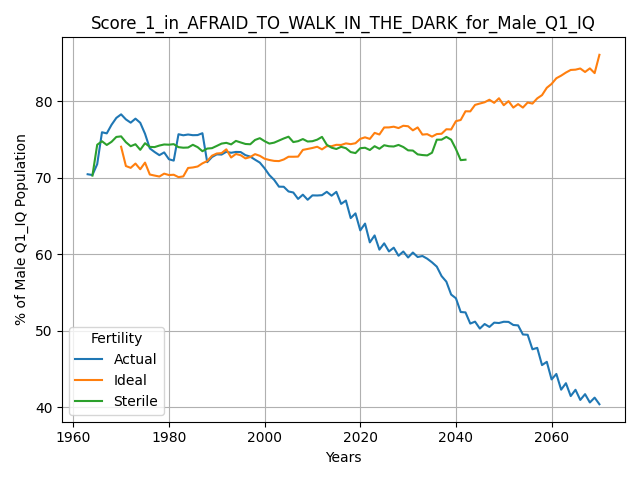 Score_1_in_AFRAID_TO_WALK_IN_THE_DARK_for_Male_Q1_IQ
% of Male Q1_IQ Population
80
70
60
50
40
Fertility
Actual
Ideal
Sterile
1960
1980
2000
2020
2040
2060
Years